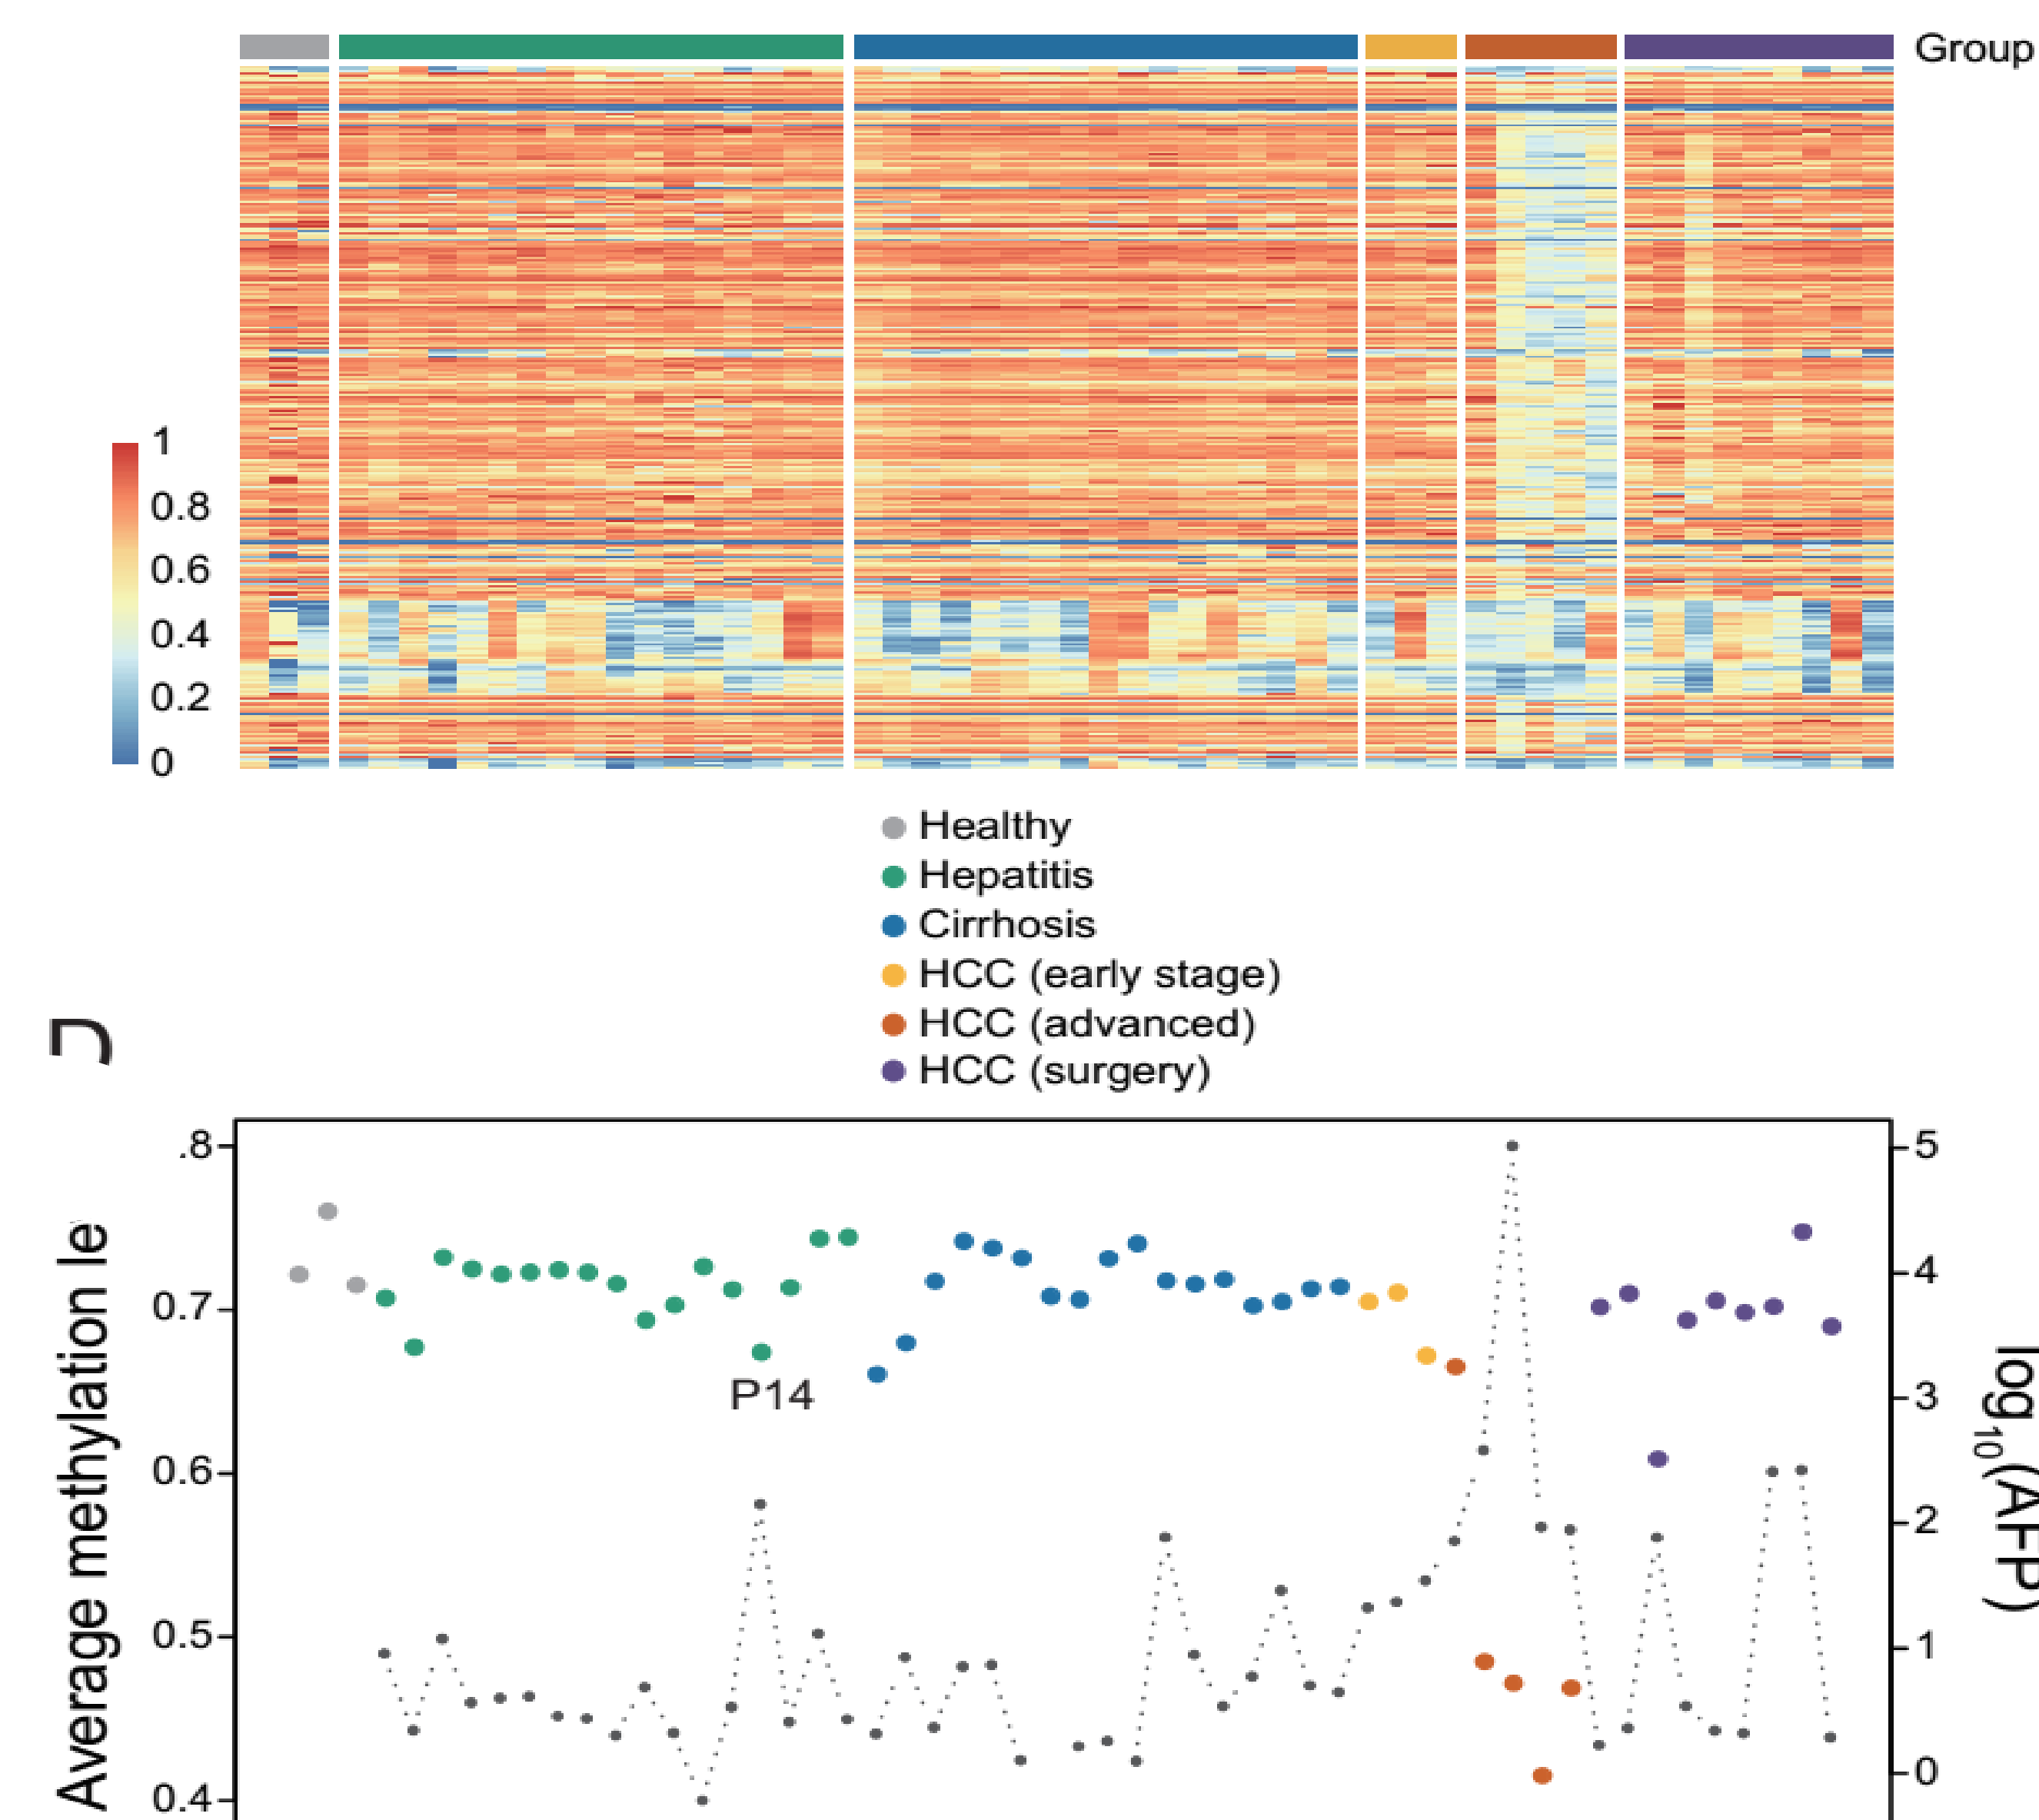 Group
1
0.8
0.6
0.4
0.2
0
Healthy
Hepatitis
Cirrhosis
HCC (early stage)
HCC (advanced)
HCC (surgery)
.8
0.7
0.6
0.5
0.4
Average methylation le
P14
5
4
3
2
1
0
log10(AFP)